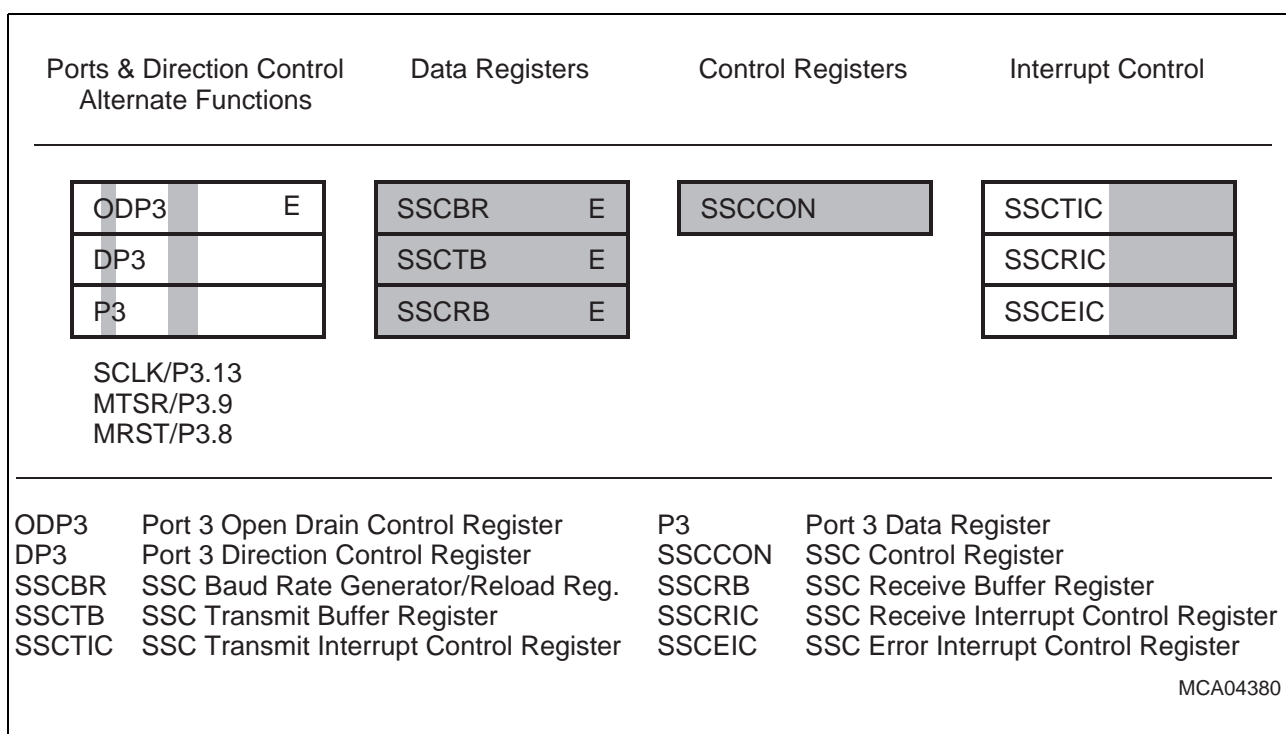 Ports & Direction Control
Alternate Functions
Data Registers
Control Registers
Interrupt Control
ODP3 E
DP3
P3
SSCBR E
SSCTB E
SSCRB E
SSCCON
SSCTIC
SSCRIC
SSCEIC
SCLK/P3.13
MTSR/P3.9
MRST/P3.8
ODP3 Port 3 Open Drain Control Register
DP3 Port 3 Direction Control Register
SSCBR SSC Baud Rate Generator/Reload Reg.
SSCTB SSC Transmit Buffer Register
SSCTIC SSC Transmit Interrupt Control Register
P3 Port 3 Data Register
SSCCON SSC Control Register
SSCRB SSC Receive Buffer Register
SSCRIC SSC Receive Interrupt Control Register
SSCEIC SSC Error Interrupt Control Register
MCA04380